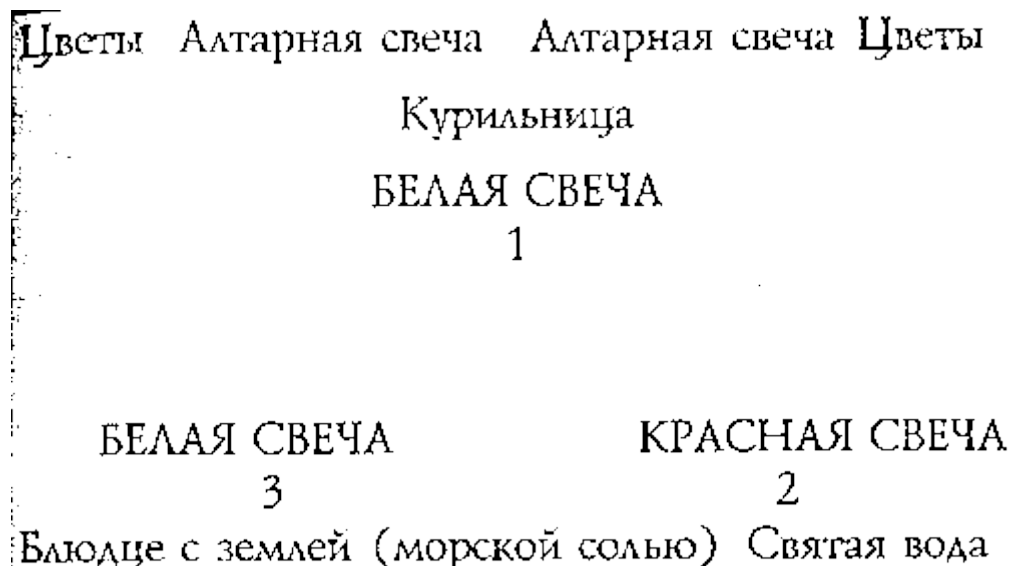 Цветы Алтарная свеча Алтарная свеча Цветы
Курильница
БЕЛАЯ СВЕЧА
1
БЕЛАЯ СВЕЧА КРАСНАЯ СВЕЧА
3 2
Блюдце с землей (морской солью) Святая вода